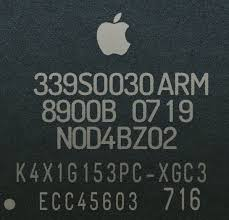 339S0030ARM
8900B 0719
N0D4BZ02
K4X1G153PC-XGC3
ECC45603 716